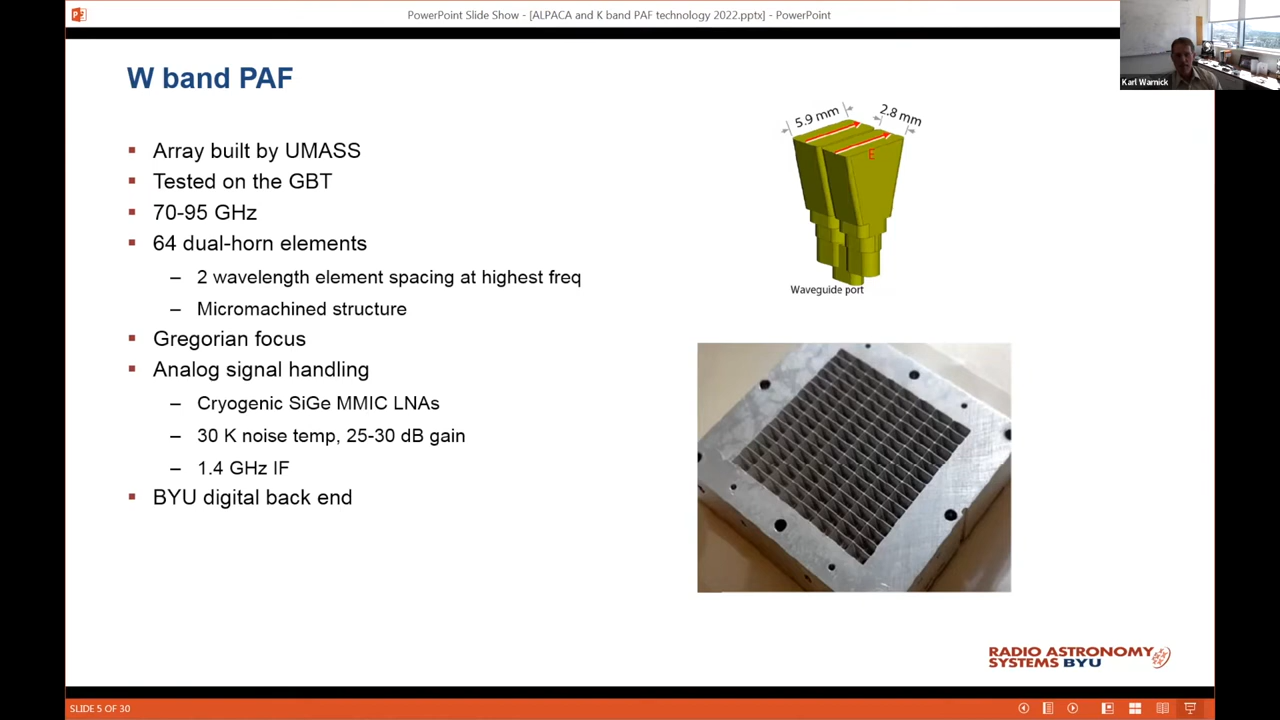 PowerPoint Slide Show - [ALPACA and K band PAF technology 2022.pptx] - PowerPoint
Karl Warnick
W band PAF
▪ Array built by UMASS
▪ Tested on the GBT
▪ 70-95 GHz
▪ 64 dual-horn elements
– 2 wavelength element spacing at highest freq
– Micromachined structure
▪ Gregorian focus
▪ Analog signal handling
– Cryogenic SiGe MMIC LNAs
– 30 K noise temp, 25-30 dB gain
– 1.4 GHz IF
▪ BYU digital back end
5.9 mm
2.8 mm
E
Waveguide port
RADIO ASTRONOMY
SYSTEMS BYU
SLIDE 5 OF 30